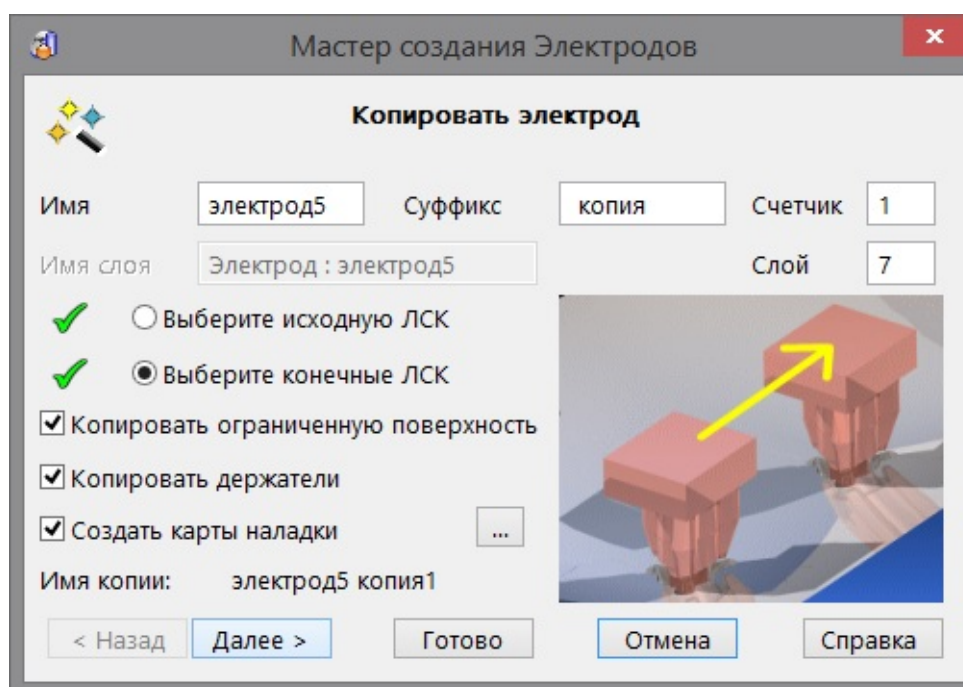 Мастер создания Электродов
x
Копировать электрод
Имя электрод5 Суффикс копия Счетчик 1
Имя слоя Электрод : электрод5 Слой 7
Выберите исходную ЛСК
Выберите конечные ЛСК
Копировать ограниченную поверхность
Копировать держатели
Создать карты наладки ...
Имя копии: электрод5 копия1
< Назад Далее > Готово Отмена Справка